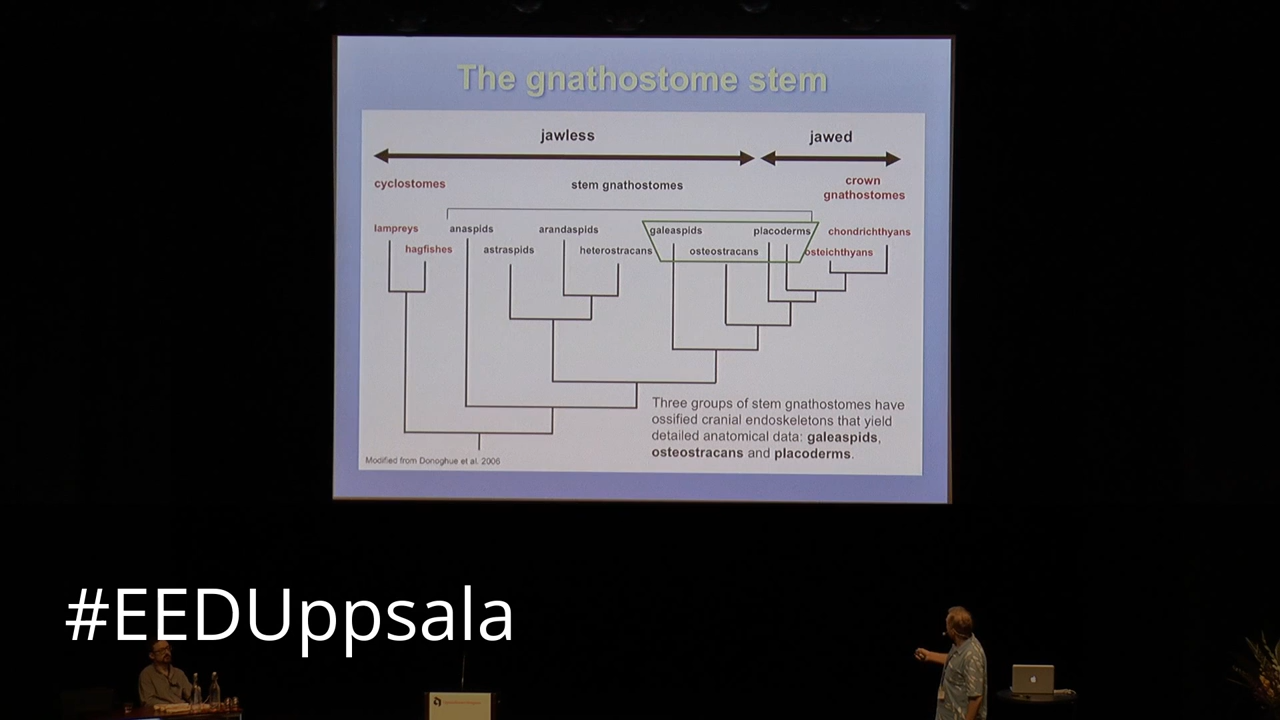 The gnathostome stem
jawless
jawed
cyclostomes
stem gnathostomes
crown
gnathostomes
lampreys
anaspids
arandaspids
galeaspids
placoderms
chondrichthyans
hagfishes
astraspids
heterostracans
osteostracans
osteichthyans
Three groups of stem gnathostomes have
ossified cranial endoskeletons that yield
detailed anatomical data: galeaspids,
osteostracans and placoderms.
Modified from Donoghue et al. 2006
#EEDUppsala